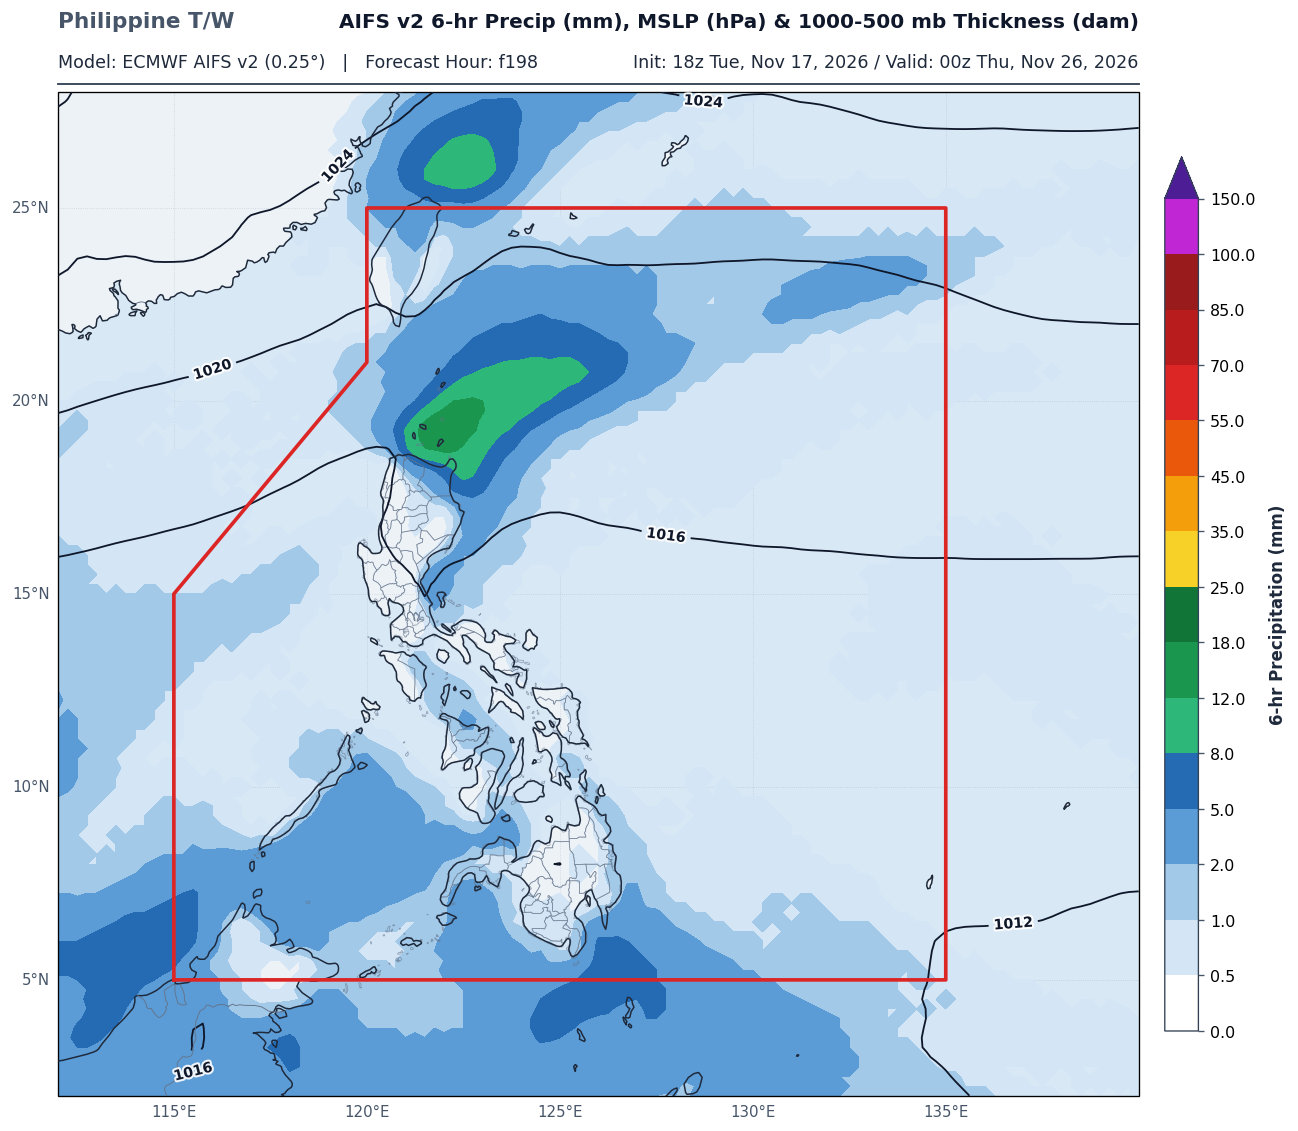 Philippine T/W
AIFS v2 6-hr Precip (mm), MSLP (hPa) & 1000-500 mb Thickness (dam)
Model: ECMWF AIFS v2 (0.25°) | Forecast Hour: f198
Init: 18z Tue, Nov 17, 2026 / Valid: 00z Thu, Nov 26, 2026
1024
1024
1020
1016
1012
1016
25°N
20°N
15°N
10°N
5°N
115°E
120°E
125°E
130°E
135°E
150.0
100.0
85.0
70.0
55.0
45.0
35.0
25.0
18.0
12.0
8.0
5.0
2.0
1.0
0.5
0.0
6-hr Precipitation (mm)